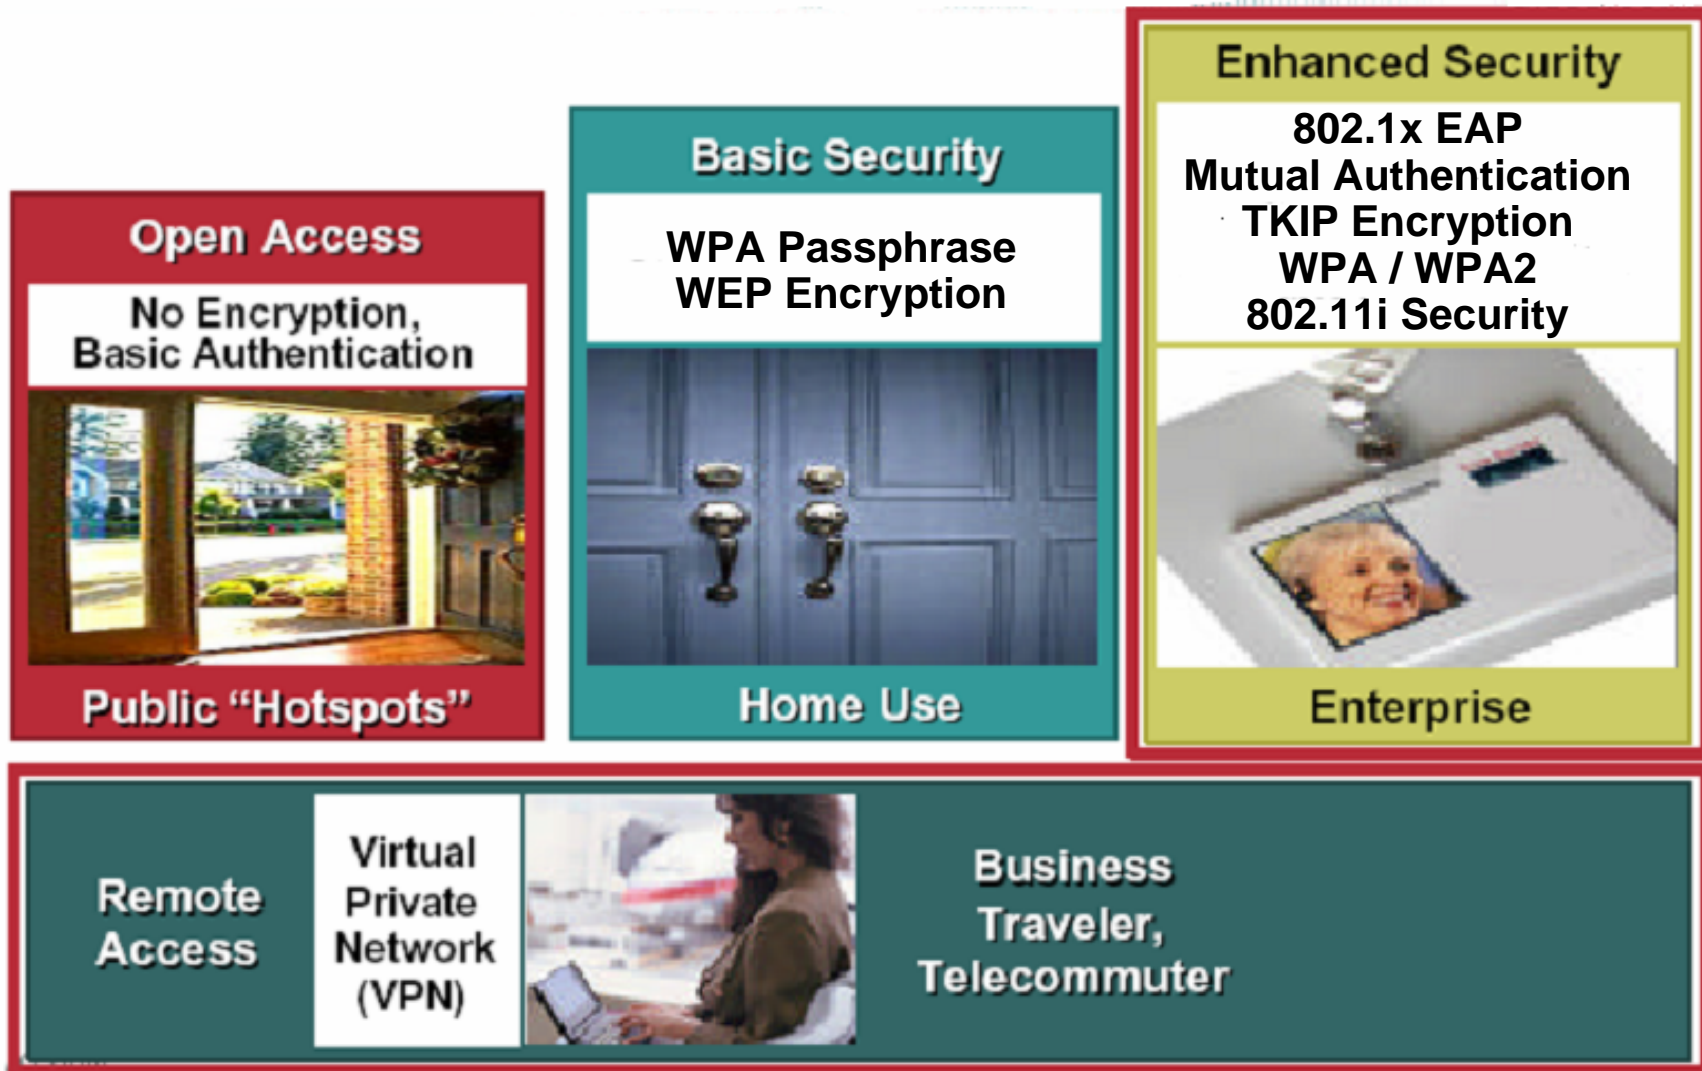 Open Access
No Encryption,
Basic Authentication
Public “Hotspots”
Basic Security
WPA Passphrase
WEP Encryption
Home Use
Enhanced Security
802.1x EAP
Mutual Authentication
TKIP Encryption
WPA / WPA2
802.11i Security
Enterprise
Remote
Access
Virtual
Private
Network
(VPN)
Business
Traveler,
Telecommuter